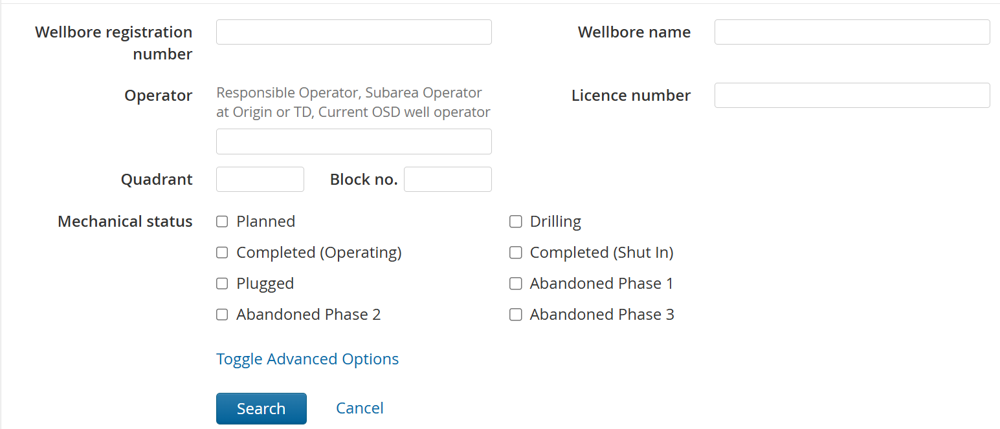 Wellbore registration
number
Wellbore name
Operator
Responsible Operator, Subarea Operator
at Origin or TD, Current OSD well operator
Licence number
Quadrant
Block no.
Mechanical status
Planned
Drilling
Completed (Operating)
Completed (Shut In)
Plugged
Abandoned Phase 1
Abandoned Phase 2
Abandoned Phase 3
Toggle Advanced Options
Search
Cancel